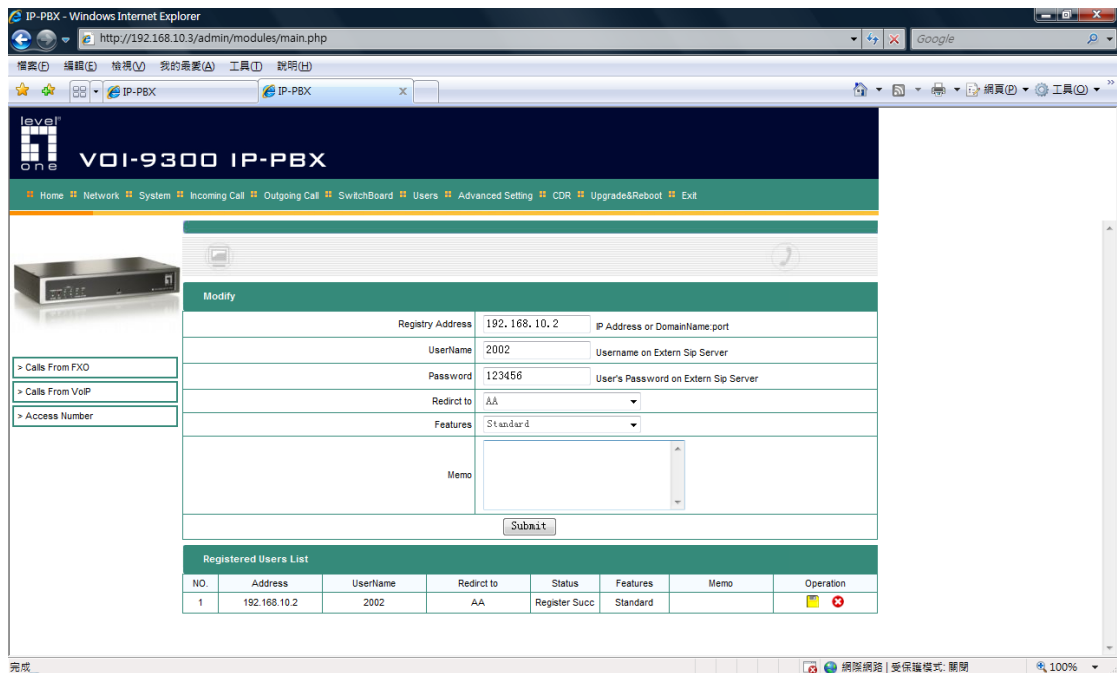 IP-PBX - Windows Internet Explorer
http://192.168.10.3/admin/modules/main.php
Google
檔案(F) 編輯(E) 檢視(V) 我的最愛(A) 工具(T) 說明(H)
IP-PBX
IP-PBX
網頁(P) 工具(O)
level one
VOI-9300 IP-PBX
Home Network System Incoming Call Outgoing Call SwitchBoard Users Advanced Setting CDR Upgrade&Reboot Exit
> Calls From FXO
> Calls From VoIP
> Access Number
Modify
Registry Address 192.168.10.2 IP Address or DomainName:port
UserName 2002 Username on Extern Sip Server
Password 123456 User's Password on Extern Sip Server
Redirct to AA
Features Standard
Memo
Submit
Registered Users List
NO. Address UserName Redirct to Status Features Memo Operation
1 192.168.10.2 2002 AA Register Succ Standard
完成
網際網路 | 受保護模式: 關閉
100%